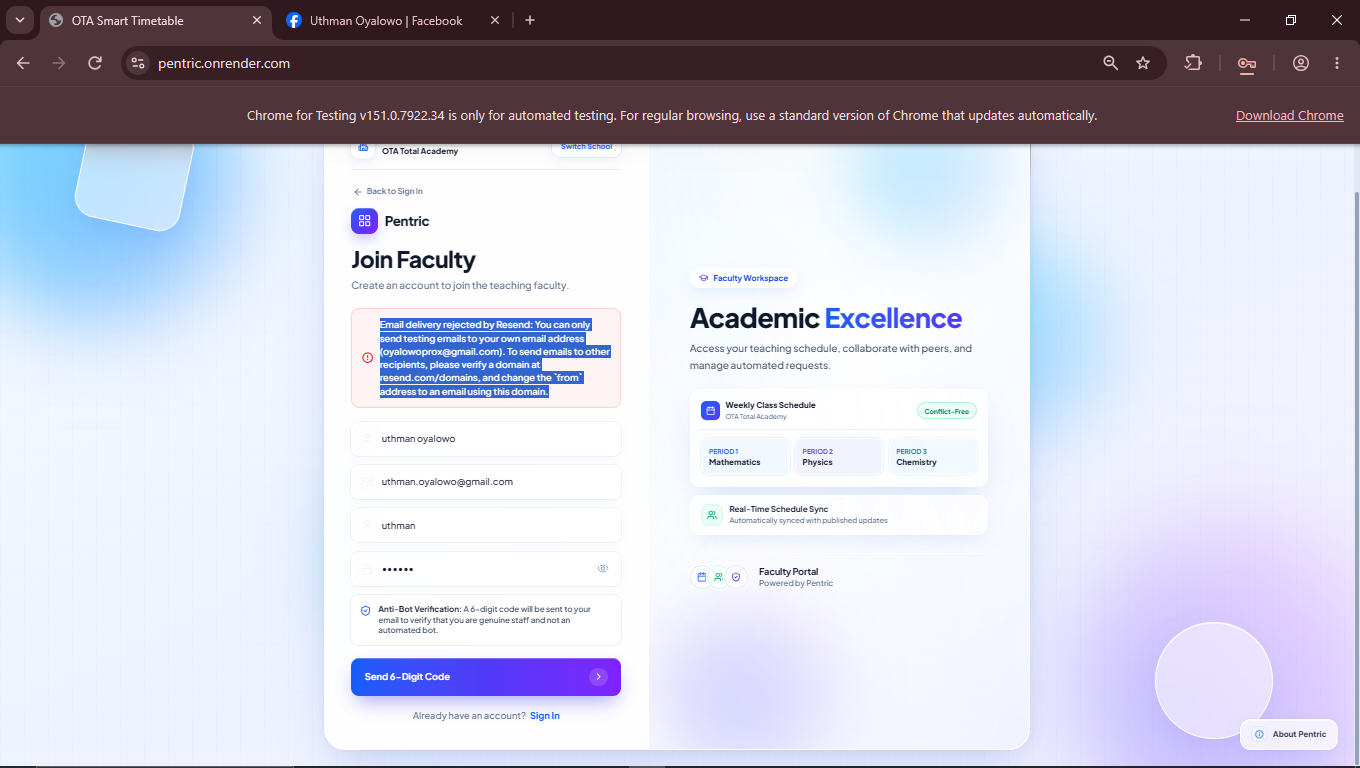 OTA Smart Timetable
Uthman Oyalowo | Facebook
pentric.onrender.com
Chrome for Testing v151.0.7922.34 is only for automated testing. For regular browsing, use a standard version of Chrome that updates automatically.
Download Chrome
OTA Total Academy
Switch School
Back to Sign In
Pentric
Join Faculty
Create an account to join the teaching faculty.
Email delivery rejected by Resend: You can only
send testing emails to your own email address
(oyalowoprox@gmail.com). To send emails to other
recipients, please verify a domain at
resend.com/domains, and change the `from`
address to an email using this domain.
uthman oyalowo
uthman.oyalowo@gmail.com
uthman
••••••
Anti-Bot Verification: A 6-digit code will be sent to your
email to verify that you are genuine staff and not an
automated bot.
Send 6-Digit Code
Already have an account? Sign In
Faculty Workspace
Academic Excellence
Access your teaching schedule, collaborate with peers, and
manage automated requests.
Weekly Class Schedule
OTA Total Academy
Conflict-Free
PERIOD 1
Mathematics
PERIOD 2
Physics
PERIOD 3
Chemistry
Real-Time Schedule Sync
Automatically synced with published updates
Faculty Portal
Powered by Pentric
About Pentric